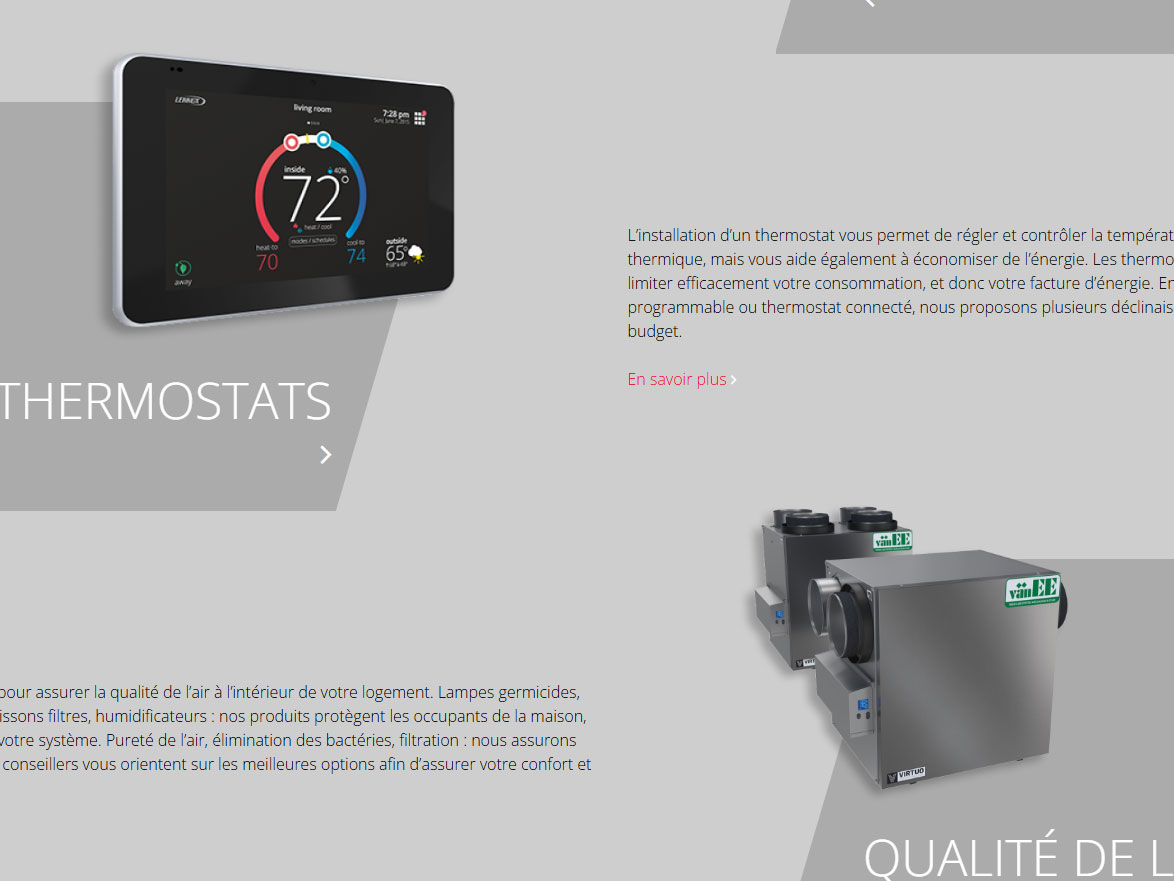 LENNOX
living room
7:28 pm
Sun| June 7, 2015
inside
40%
72°
heat / cool
modes / schedules
heat-to
70
cool-to
74
outside
65°
away
L’installation d’un thermostat vous permet de régler et contrôler la températ
thermique, mais vous aide également à économiser de l’énergie. Les thermo
limiter efficacement votre consommation, et donc votre facture d’énergie. En
programmable ou thermostat connecté, nous proposons plusieurs déclinais
budget.
En savoir plus
THERMOSTATS
vänEE
vänEE
VIRTUO
pour assurer la qualité de l’air à l’intérieur de votre logement. Lampes germicides,
issons filtres, humidificateurs : nos produits protègent les occupants de la maison,
votre système. Pureté de l’air, élimination des bactéries, filtration : nous assurons
conseillers vous orientent sur les meilleures options afin d’assurer votre confort et
QUALITÉ DE L